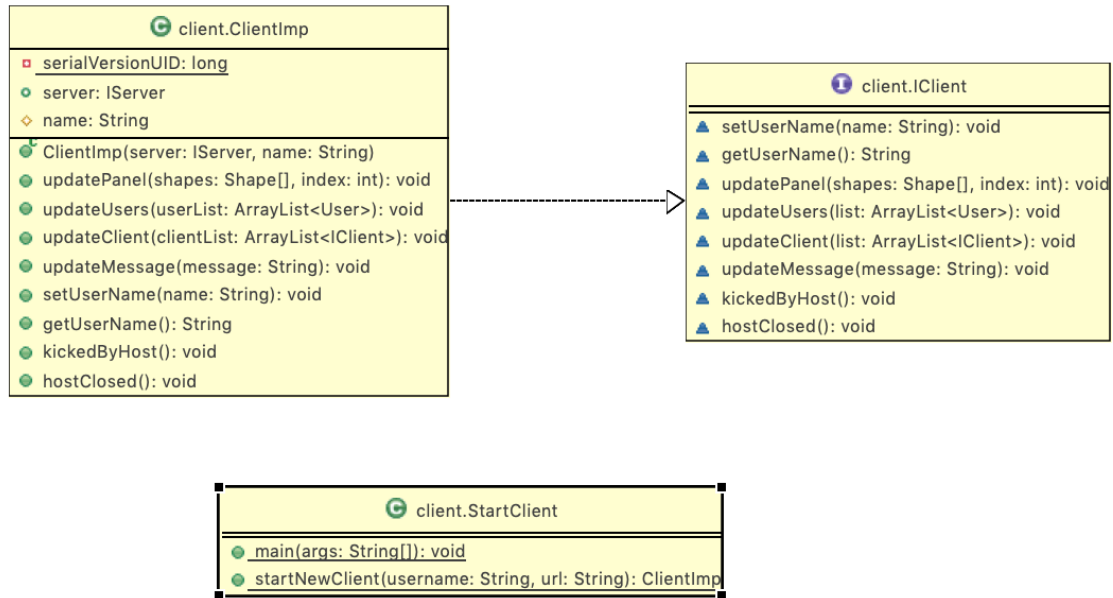 client.ClientImp
serialVersionUID: long
server: IServer
name: String
ClientImp(server: IServer, name: String)
updatePanel(shapes: Shape[], index: int): void
updateUsers(userList: ArrayList<User>): void
updateClient(clientList: ArrayList<IClient>): void
updateMessage(message: String): void
setUserName(name: String): void
getUserName(): String
kickedByHost(): void
hostClosed(): void
client.IClient
setUserName(name: String): void
getUserName(): String
updatePanel(shapes: Shape[], index: int): void
updateUsers(list: ArrayList<User>): void
updateClient(list: ArrayList<IClient>): void
updateMessage(message: String): void
kickedByHost(): void
hostClosed(): void
client.StartClient
main(args: String[]): void
startNewClient(username: String, url: String): ClientImp